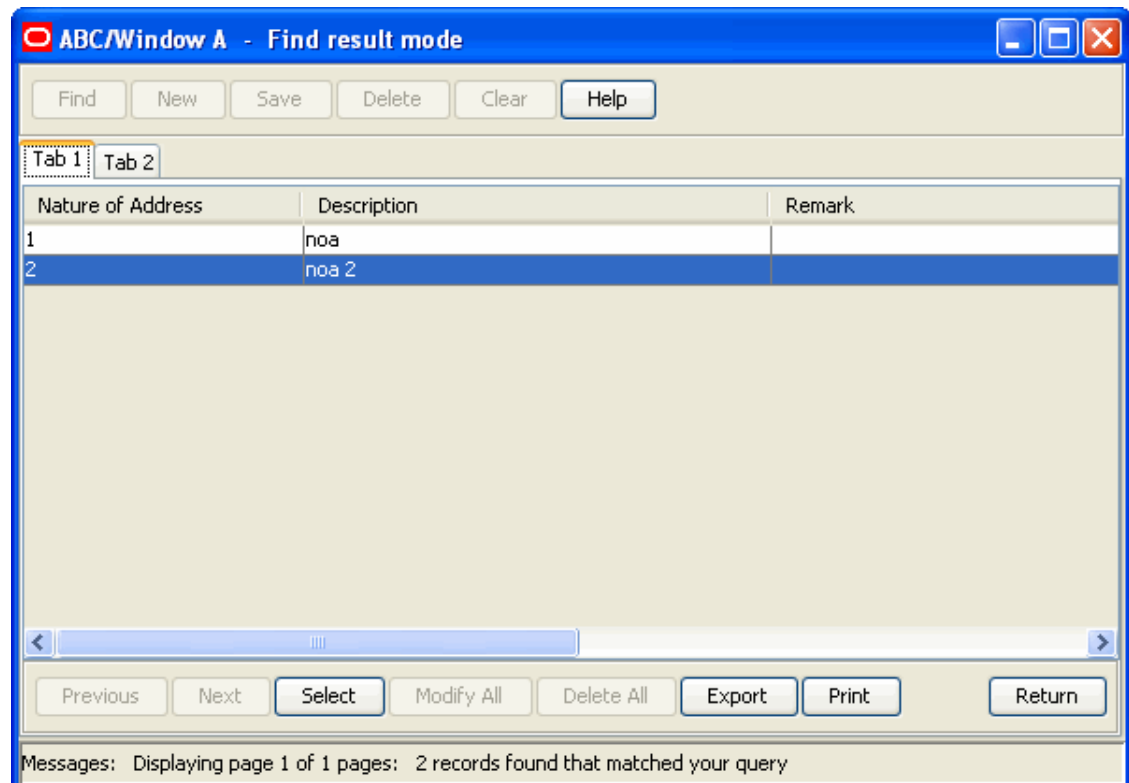 ABC/Window A - Find result mode
Find New Save Delete Clear Help
Tab 1 Tab 2
Nature of Address Description Remark
1 noa
2 noa 2
Previous Next Select Modify All Delete All Export Print Return
Messages: Displaying page 1 of 1 pages: 2 records found that matched your query